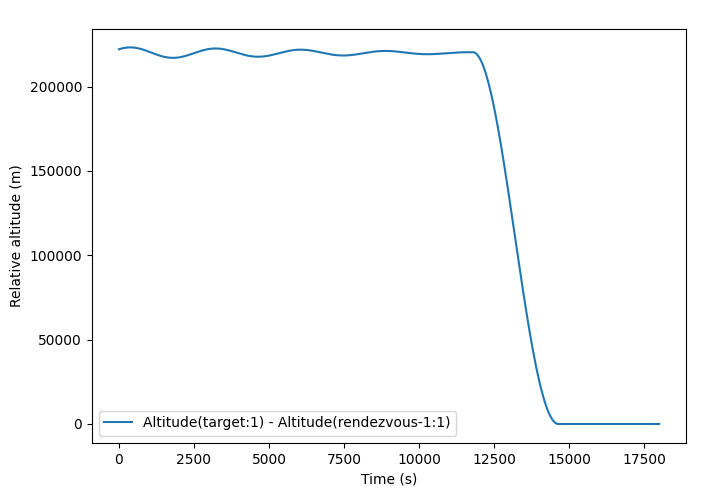 200000
150000
100000
50000
0
Relative altitude (m)
Altitude(target:1) - Altitude(rendezvous-1:1)
0 2500 5000 7500 10000 12500 15000 17500
Time (s)